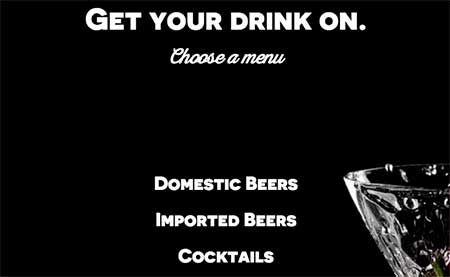 Get your drink on.
Choose a menu
Domestic Beers
Imported Beers
Cocktails